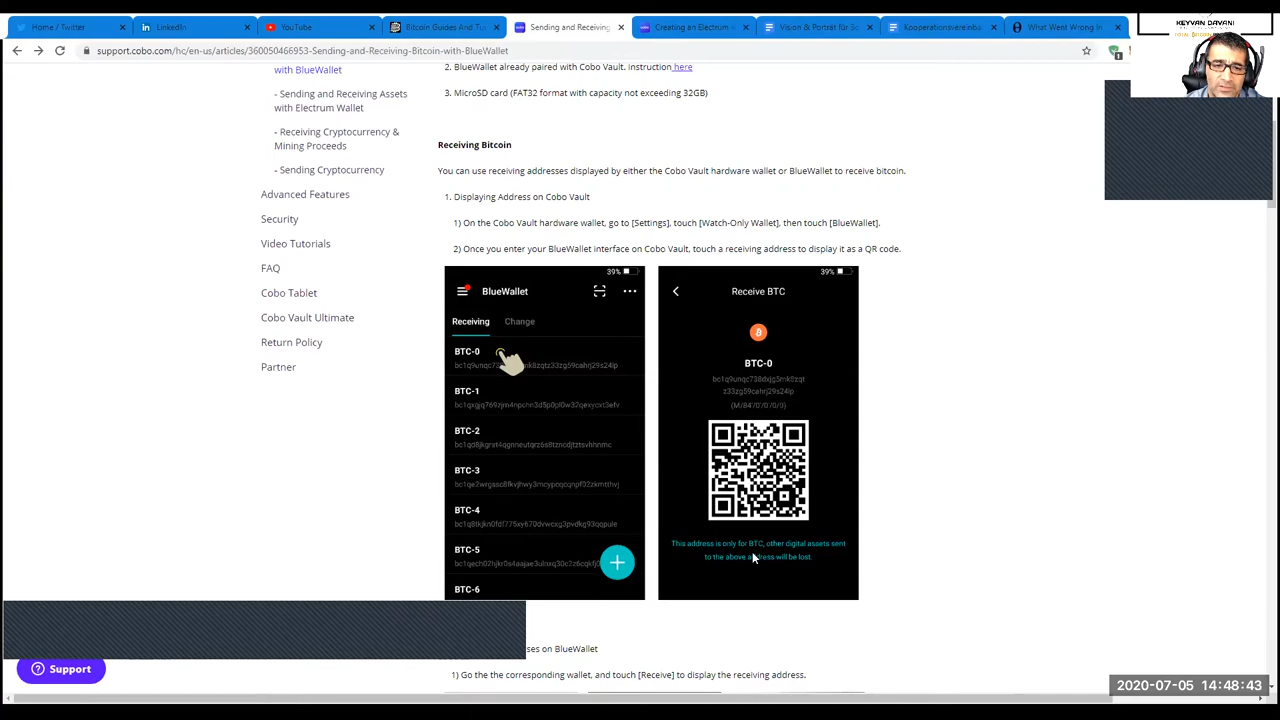 Home / Twitter
LinkedIn
YouTube
Bitcoin Guides And Tu
Sending and Receiving
Creating an Electrum
Vision & Porträt für S
Kooperationsvereinba
What Went Wrong In
KEYVAN DAVANI
support.cobo.com/hc/en-us/articles/360050466953-Sending-and-Receiving-Bitcoin-with-BlueWallet
with BlueWallet
- Sending and Receiving Assets
with Electrum Wallet
- Receiving Cryptocurrency &
Mining Proceeds
- Sending Cryptocurrency
Advanced Features
Security
Video Tutorials
FAQ
Cobo Tablet
Cobo Vault Ultimate
Return Policy
Partner
2. BlueWallet already paired with Cobo Vault. Instruction here
3. MicroSD card (FAT32 format with capacity not exceeding 32GB)
Receiving Bitcoin
You can use receiving addresses displayed by either the Cobo Vault hardware wallet or BlueWallet to receive bitcoin.
1. Displaying Address on Cobo Vault
1) On the Cobo Vault hardware wallet, go to [Settings], touch [Watch-Only Wallet], then touch [BlueWallet].
2) Once you enter your BlueWallet interface on Cobo Vault, touch a receiving address to display it as a QR code.
39%
BlueWallet
Receiving Change
BTC-0
BTC-1
BTC-2
BTC-3
BTC-4
BTC-5
BTC-6
39%
Receive BTC
BTC-0
This address is only for BTC, other digital assets sent
to the above address will be lost.
ses on BlueWallet
1) Go the the corresponding wallet, and touch [Receive] to display the receiving address.
Support
2020-07-05 14:48:43